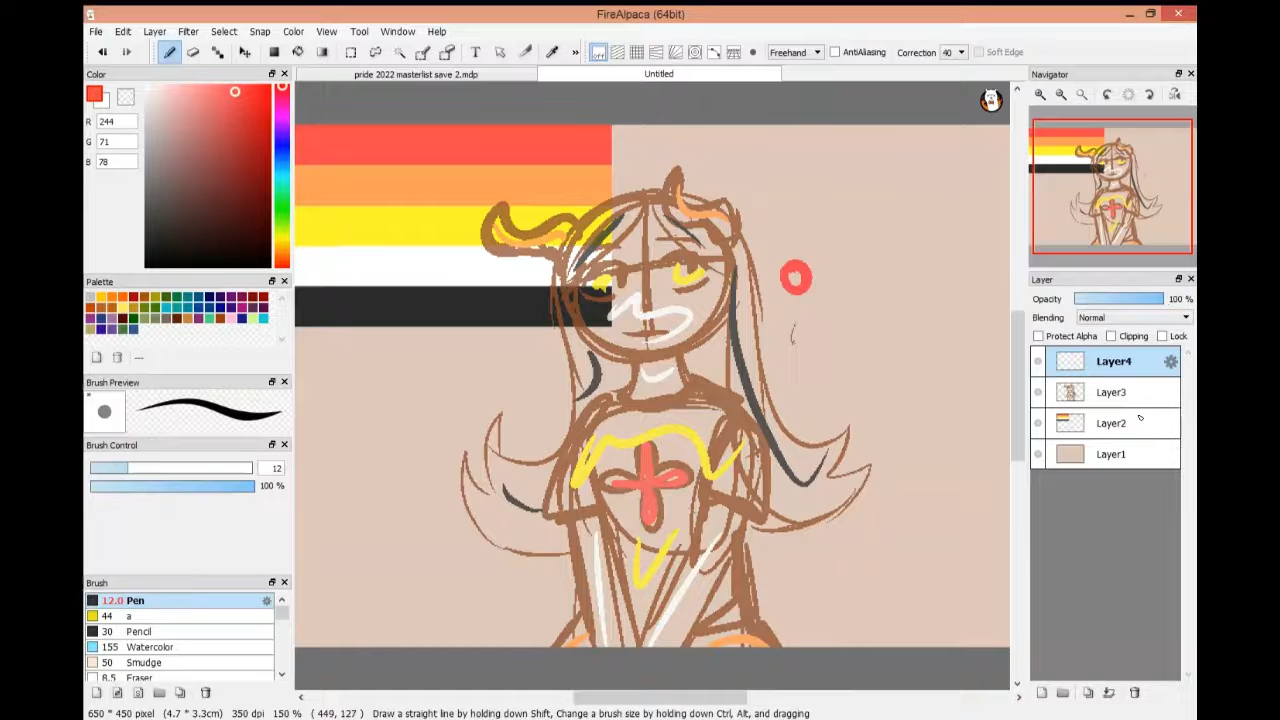 FireAlpaca (64bit)
File Edit View Layer Filter Select Snap Color View Tool Window Help
Freehand AntiAliasing Correction 40 Soft Edge
Color
pride 2022 masterlist save 2.mdp
Untitled
Navigator
R 244
G 71
B 78
Palette
---
Brush Preview
Brush Control
12
100 %
Brush
12.0 Pen
44 a
30 Pencil
155 Watercolor
50 Smudge
8.5 Eraser
Layer
Opacity 100 %
Blending Normal
Protect Alpha Clipping Lock
Layer4
Layer3
Layer2
Layer1
650 * 450 pixel (4.7 * 3.3cm) 350 dpi 150 % ( 449, 127 ) Draw a straight line by holding down Shift, Change a brush size by holding down Ctrl, Alt, and dragging